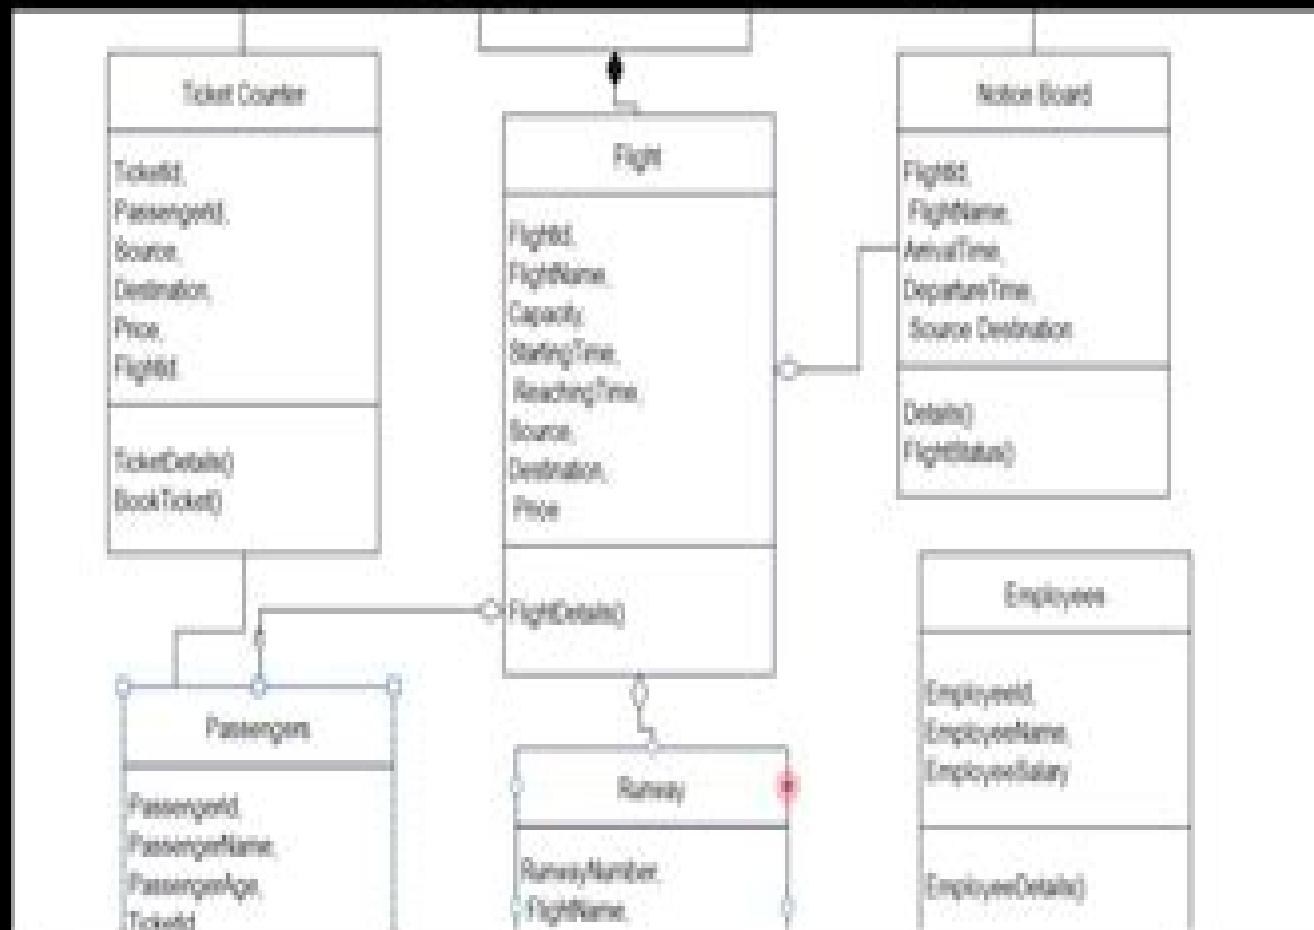 Ticket Counter
TicketId,
PassengerId,
Source,
Destination,
Price,
FlightId
TicketDetails()
BookTicket()
Flight
FlightId,
FlightName,
Capacity,
StartingTime,
ReachingTime,
Source,
Destination,
Price
FlightDetails()
Notice Board
FlightId,
FlightName,
ArrivalTime,
DepartureTime,
Source Destination
Details()
FlightStatus()
Passengers
PassengerId,
PassengerName,
PassengerAge,
TicketId
Runway
RunwayNumber,
FlightName,
Employees
EmployeeId,
EmployeeName,
EmployeeSalary
EmployeeDetails()